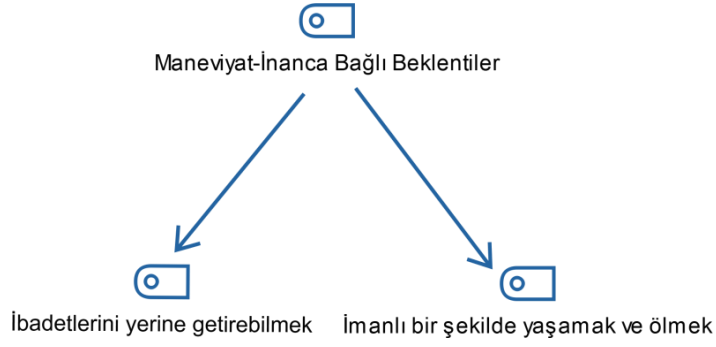 Maneviyat-İnanca Bağlı Beklentiler
İbadetlerini yerine getirebilmek
İmanlı bir şekilde yaşamak ve ölmek